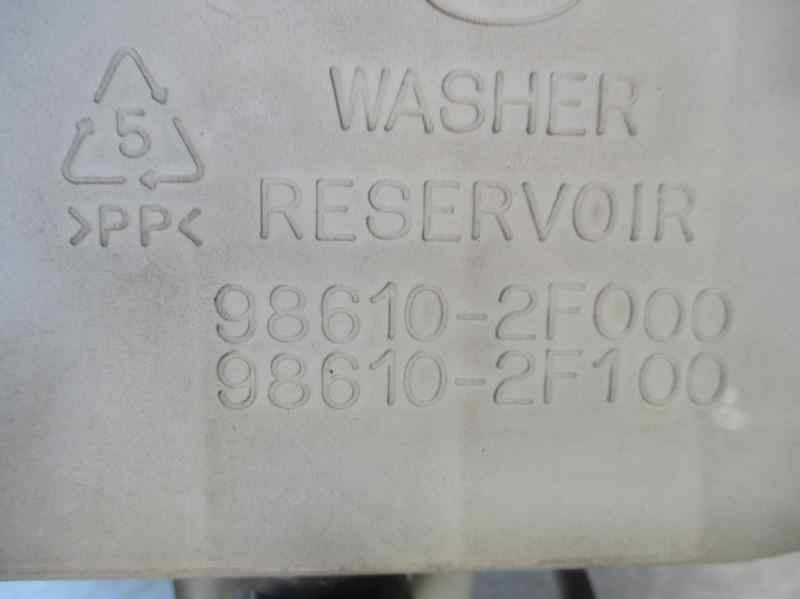 WASHER
5
RESERVOIR
>PP<
98610-2F000
98610-2F100